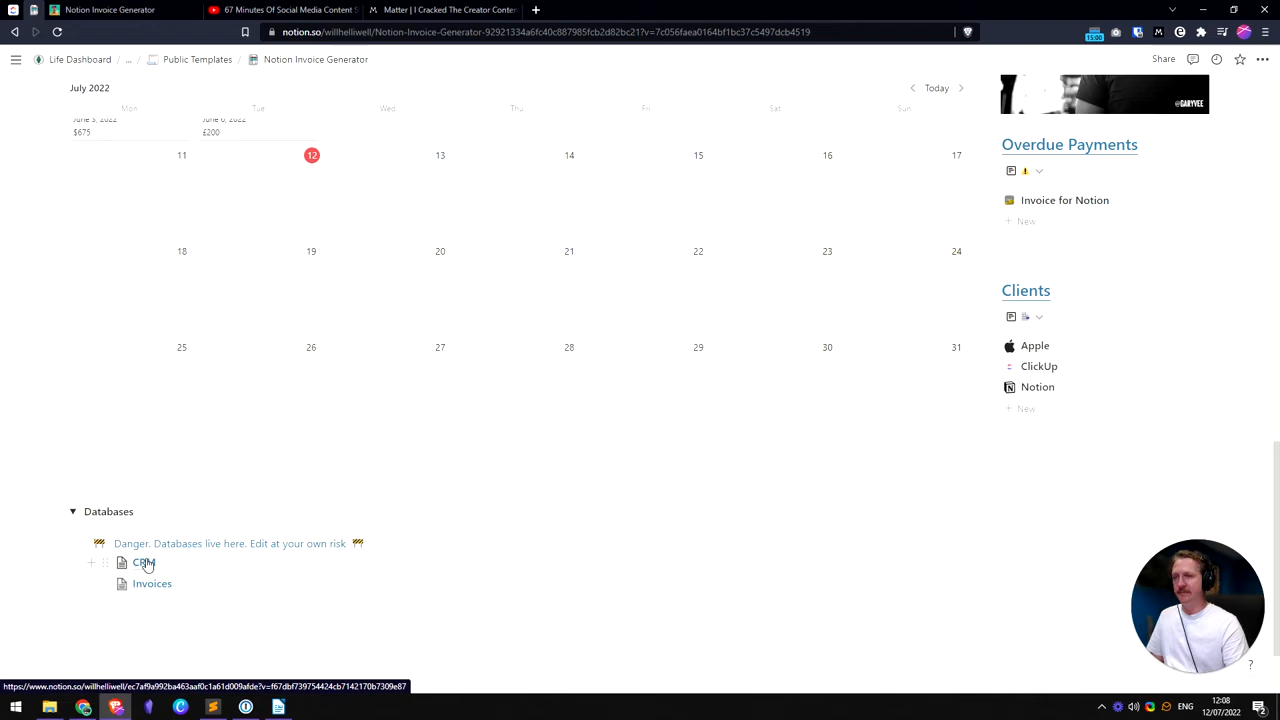 Notion Invoice Generator
67 Minutes Of Social Media Content S
Matter | I Cracked The Creator Conten
notion.so/willhelliwell/Notion-Invoice-Generator-92921334a6fc40c887985fcb2d82bc21?v=7c056faea0164bf1bc37c5497dcb4519
15:00
Life Dashboard / ... / Public Templates / Notion Invoice Generator
Share
July 2022
Today
Mon Tue Wed Thu Fri Sat Sun
June 5, 2022 June 6, 2022
$675 £200
@GARYVEE
11 12 13 14 15 16 17
Overdue Payments
Invoice for Notion
+ New
18 19 20 21 22 23 24
Clients
25 26 27 28 29 30 31
Apple
ClickUp
Notion
+ New
Databases
Danger. Databases live here. Edit at your own risk
CRM
Invoices
?
https://www.notion.so/willhelliwell/ec7af9a992ba463aaf0c1a61d009afde?v=f67dbf739754424cb7142170b7309e87
ENG
12:08
12/07/2022
2